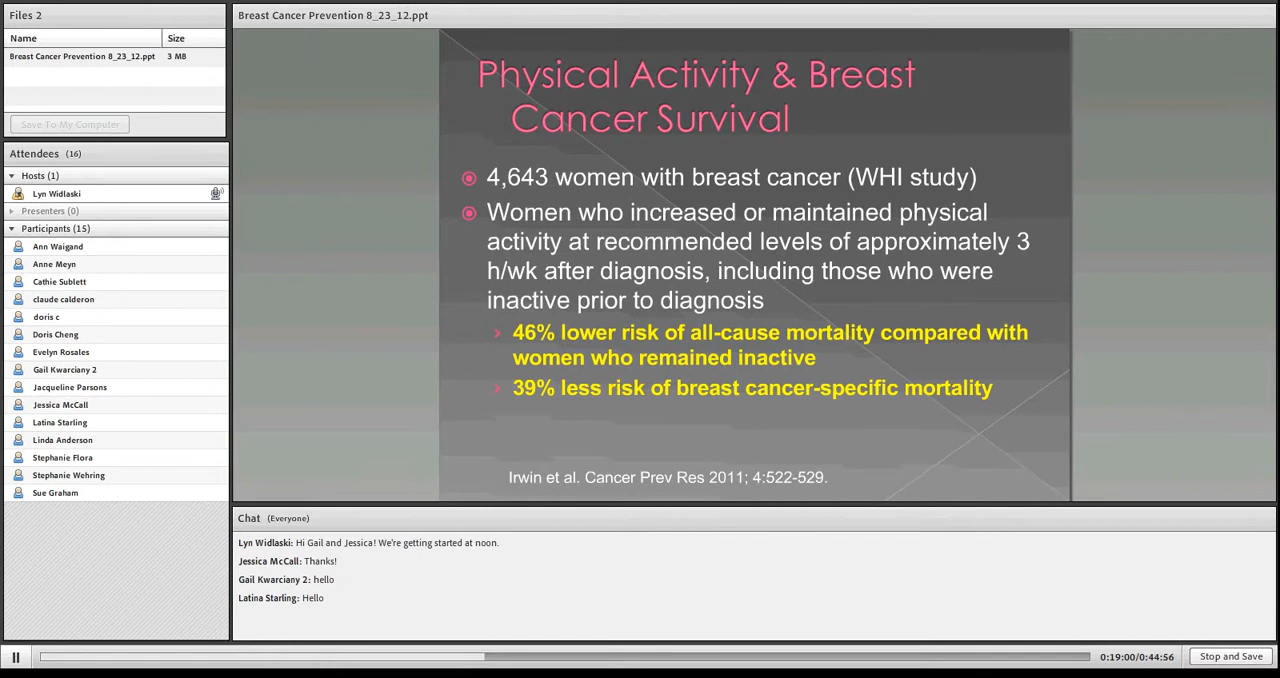 Files 2
Name Size
Breast Cancer Prevention 8_23_12.ppt 3 MB
Save To My Computer
Attendees (16)
Hosts (1)
Lyn Widlaski
Presenters (0)
Participants (15)
Ann Waigand
Anne Meyn
Cathie Sublett
claude calderon
doris c
Doris Cheng
Evelyn Rosales
Gail Kwarciany 2
Jacqueline Parsons
Jessica McCall
Latina Starling
Linda Anderson
Stephanie Flora
Stephanie Wehring
Sue Graham
Breast Cancer Prevention 8_23_12.ppt
Physical Activity & Breast
Cancer Survival
4,643 women with breast cancer (WHI study)
Women who increased or maintained physical
activity at recommended levels of approximately 3
h/wk after diagnosis, including those who were
inactive prior to diagnosis
46% lower risk of all-cause mortality compared with
women who remained inactive
39% less risk of breast cancer-specific mortality
Irwin et al. Cancer Prev Res 2011; 4:522-529.
Chat (Everyone)
Lyn Widlaski: Hi Gail and Jessica! We're getting started at noon.
Jessica McCall: Thanks!
Gail Kwarciany 2: hello
Latina Starling: Hello
0:19:00/0:44:56 Stop and Save